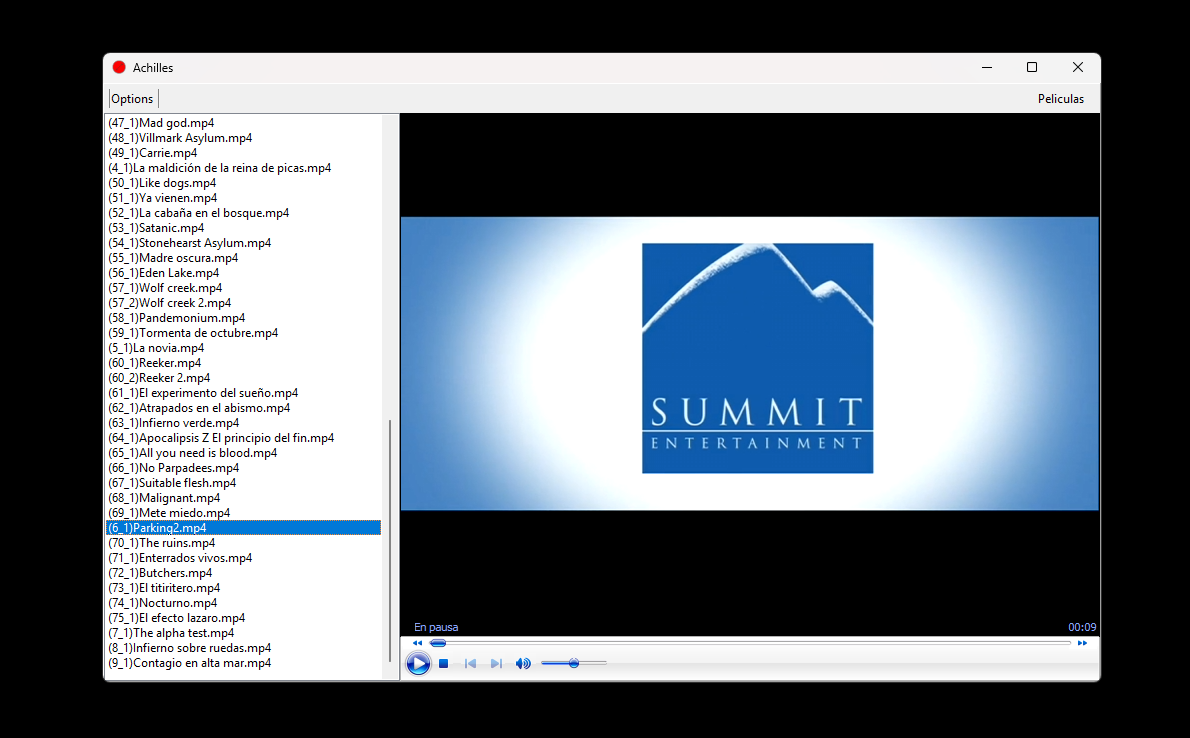 Achilles
Options
Peliculas
(47_1)Mad god.mp4
(48_1)Villmark Asylum.mp4
(49_1)Carrie.mp4
(4_1)La maldición de la reina de picas.mp4
(50_1)Like dogs.mp4
(51_1)Ya vienen.mp4
(52_1)La cabaña en el bosque.mp4
(53_1)Satanic.mp4
(54_1)Stonehearst Asylum.mp4
(55_1)Madre oscura.mp4
(56_1)Eden Lake.mp4
(57_1)Wolf creek.mp4
(57_2)Wolf creek 2.mp4
(58_1)Pandemonium.mp4
(59_1)Tormenta de octubre.mp4
(5_1)La novia.mp4
(60_1)Reeker.mp4
(60_2)Reeker 2.mp4
(61_1)El experimento del sueño.mp4
(62_1)Atrapados en el abismo.mp4
(63_1)Infierno verde.mp4
(64_1)Apocalipsis Z El principio del fin.mp4
(65_1)All you need is blood.mp4
(66_1)No Parpadees.mp4
(67_1)Suitable flesh.mp4
(68_1)Malignant.mp4
(69_1)Mete miedo.mp4
(6_1)Parking2.mp4
(70_1)The ruins.mp4
(71_1)Enterrados vivos.mp4
(72_1)Butchers.mp4
(73_1)El titiritero.mp4
(74_1)Nocturno.mp4
(75_1)El efecto lazaro.mp4
(7_1)The alpha test.mp4
(8_1)Infierno sobre ruedas.mp4
(9_1)Contagio en alta mar.mp4
SUMMIT
ENTERTAINMENT
En pausa
00:09